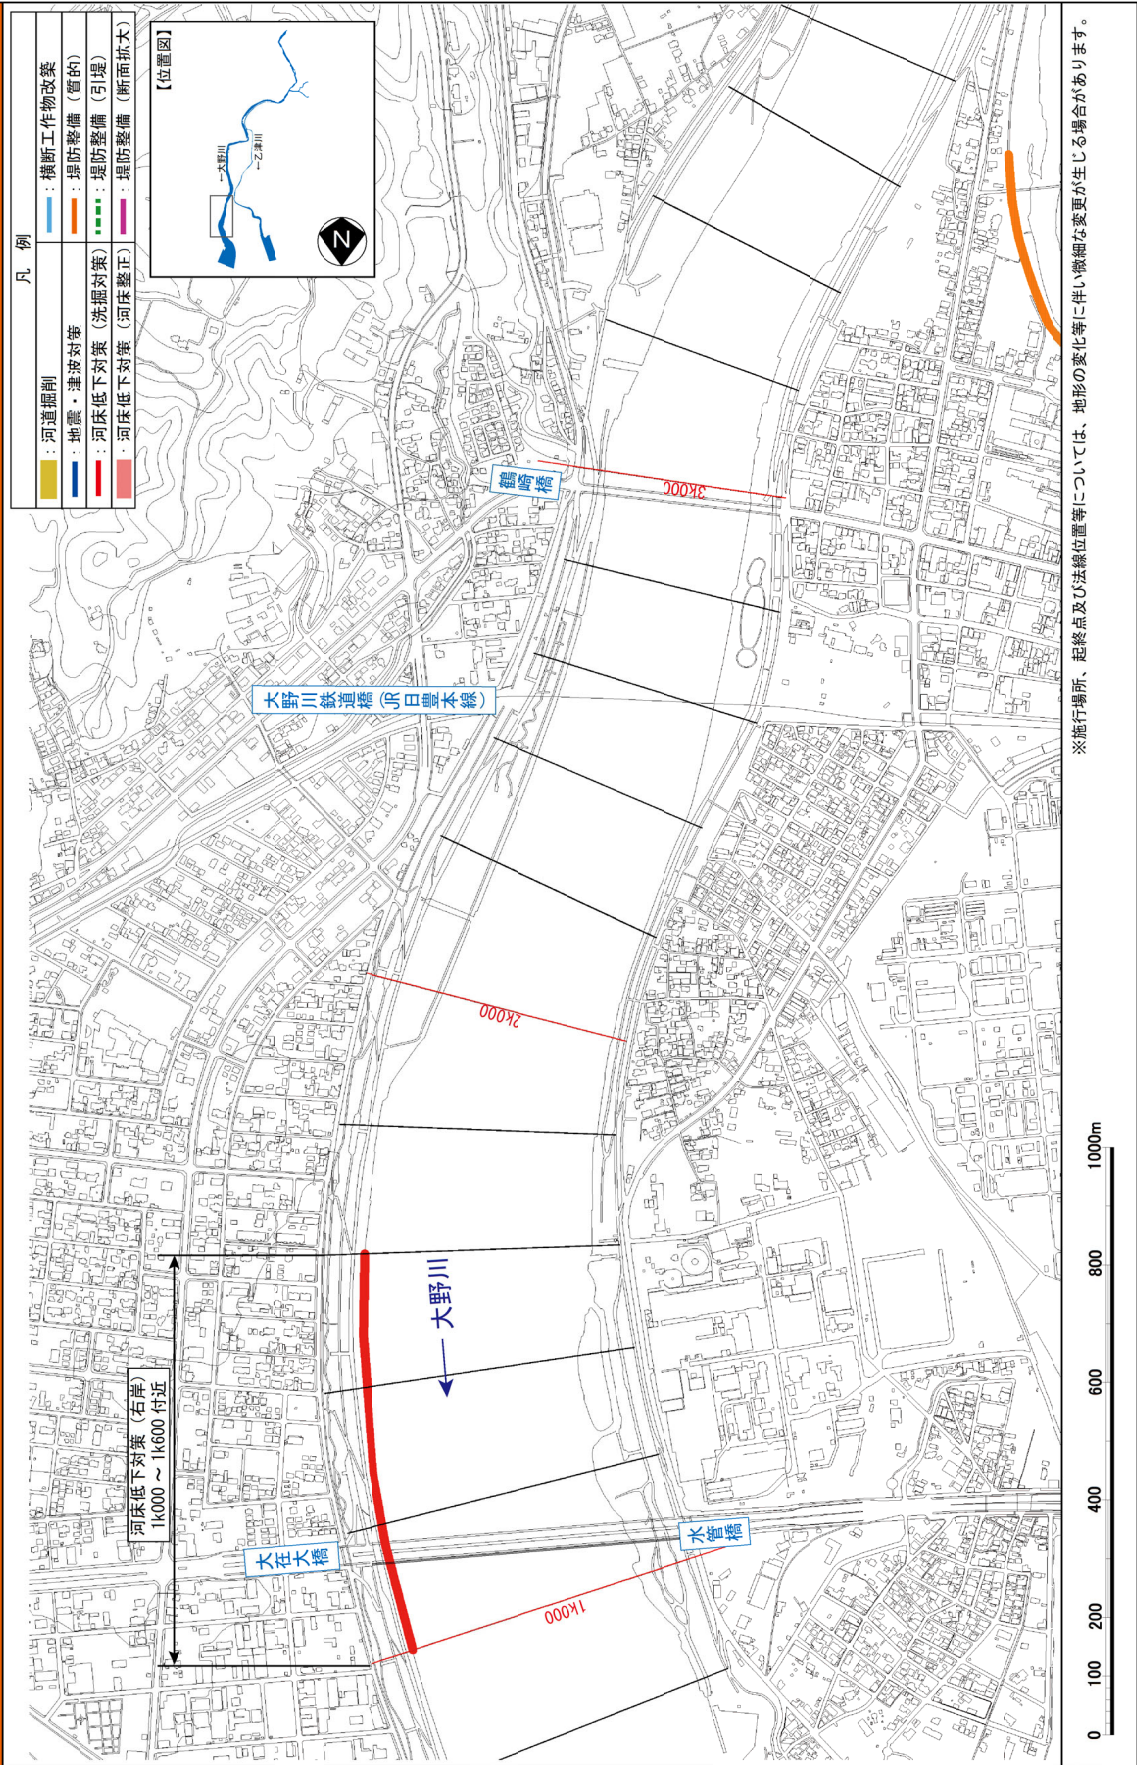 凡 例
：河道掘削
：横断工作物改築
：地震・津波対策
：堤防整備（質的）
：河床低下対策（洗掘対策）
：堤防整備（引堤）
：河床低下対策（河床整正）
：堤防整備（断面拡大）
【位置図】
←大野川
←乙津川
N
河床低下対策（右岸）
1k000 ～ 1k600 付近
大在大橋
水管橋
大野川鉄道橋（JR日豊本線）
鶴崎橋
← 大野川
1k000
2k000
3k000
0 100 200 400 600 800 1000m
※施行場所、起終点及び法線位置等については、地形の変化等に伴い微細な変更が生じる場合があります。